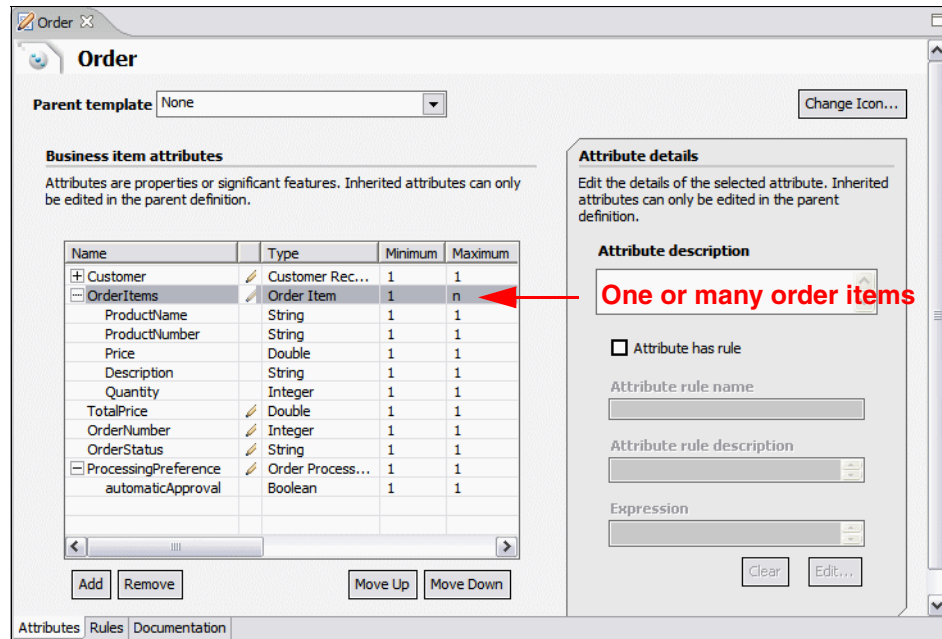 Order
Order
Parent template None
Change Icon...
Business item attributes
Attributes are properties or significant features. Inherited attributes can only
be edited in the parent definition.
Name Type Minimum Maximum
Customer Customer Rec... 1 1
OrderItems Order Item 1 n
ProductName String 1 1
ProductNumber String 1 1
Price Double 1 1
Description String 1 1
Quantity Integer 1 1
TotalPrice Double 1 1
OrderNumber Integer 1 1
OrderStatus String 1 1
ProcessingPreference Order Process... 1 1
automaticApproval Boolean 1 1
Add Remove Move Up Move Down
Attribute details
Edit the details of the selected attribute. Inherited
attributes can only be edited in the parent
definition.
Attribute description
One or many order items
Attribute has rule
Attribute rule name
Attribute rule description
Expression
Clear Edit...
Attributes Rules Documentation